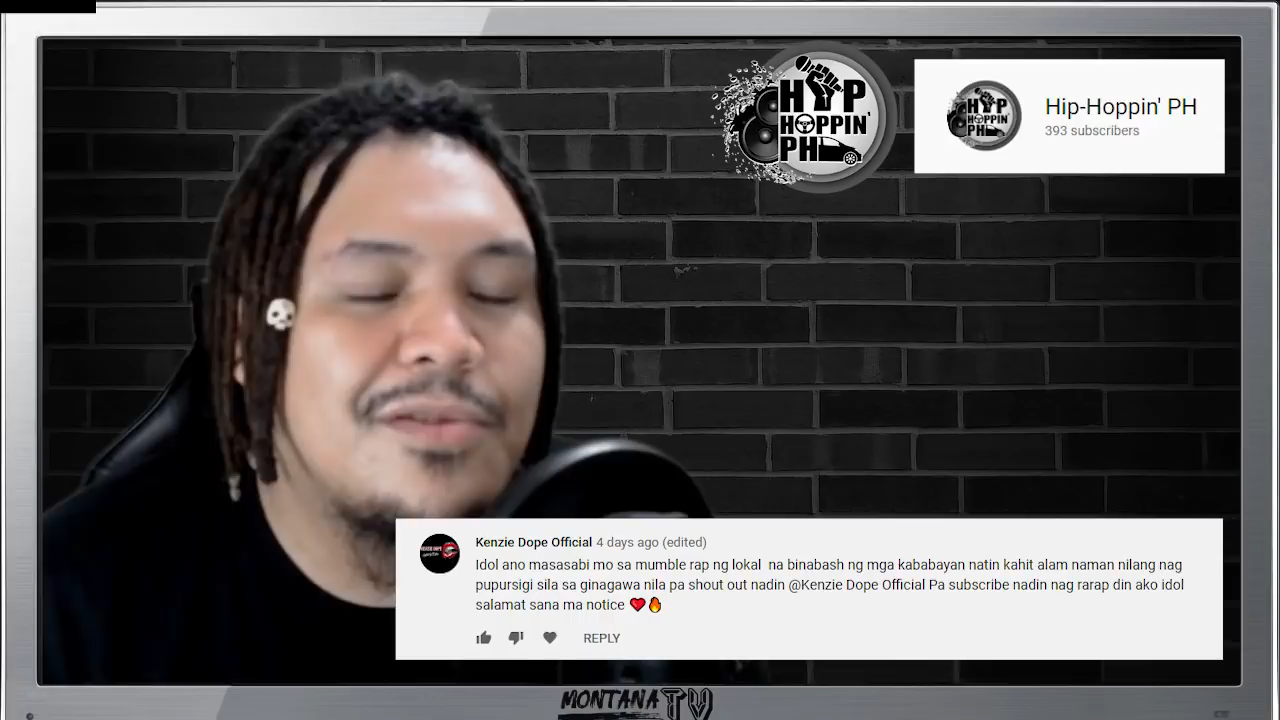 HIP
HOPPIN'
PH
HIP
HOPPIN'
PH
Hip-Hoppin' PH
393 subscribers
Kenzie Dope Official 4 days ago (edited)
Idol ano masasabi mo sa mumble rap ng lokal na binabash ng mga kababayan natin kahit alam naman nilang nag
pupursigi sila sa ginagawa nila pa shout out nadin @Kenzie Dope Official Pa subscribe nadin nag rarap din ako idol
salamat sana ma notice ❤️🔥
REPLY
MONTANA TV